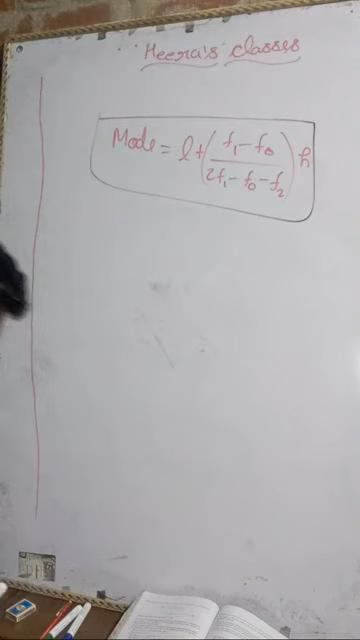 Heera's classes
Mode = l + (f₁ - f₀ / 2f₁ - f₀ - f₂) h